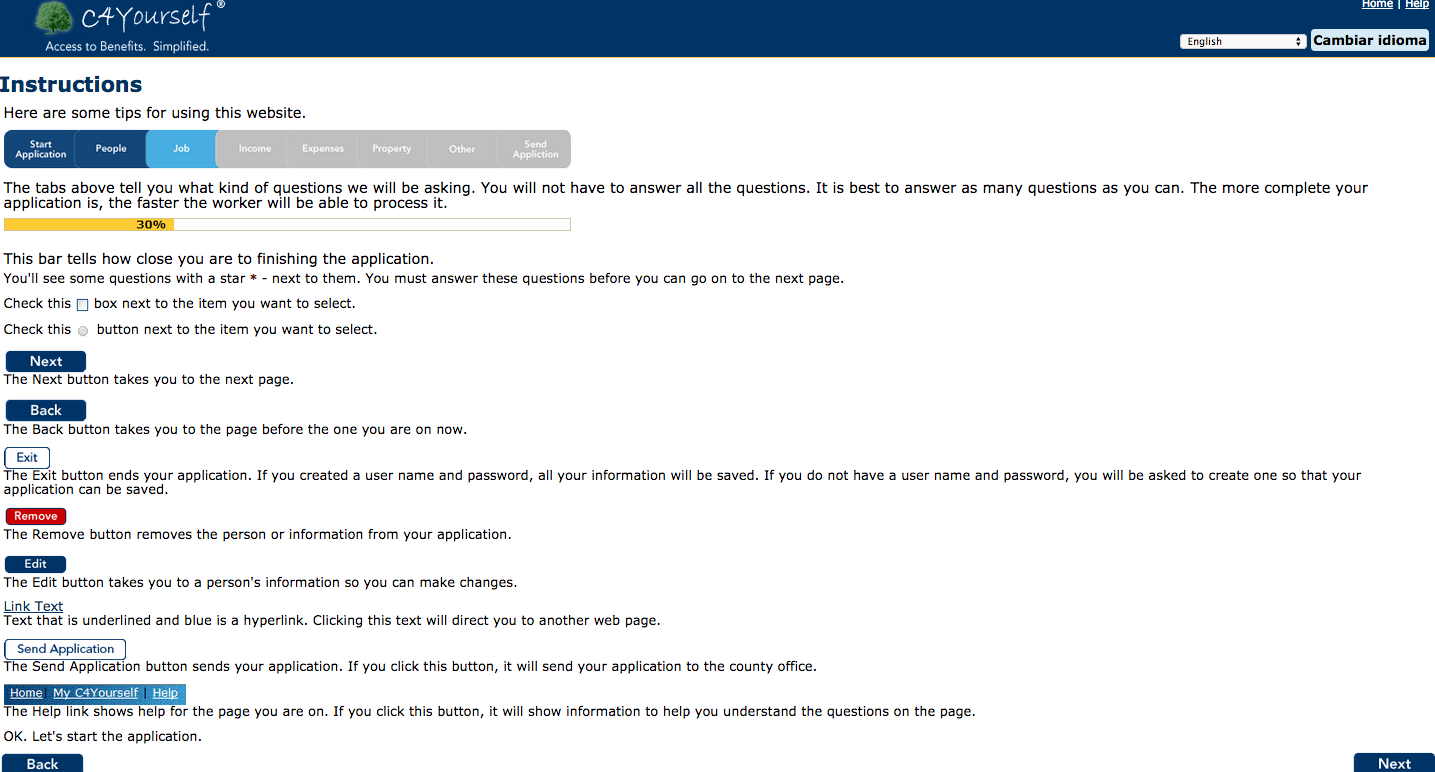 Home | Help
C4Yourself®
Access to Benefits. Simplified.
English
Cambiar idioma
Instructions
Here are some tips for using this website.
Start Application
People
Job
Income
Expenses
Property
Other
Send Appliction
The tabs above tell you what kind of questions we will be asking. You will not have to answer all the questions. It is best to answer as many questions as you can. The more complete your
application is, the faster the worker will be able to process it.
30%
This bar tells how close you are to finishing the application.
You'll see some questions with a star * - next to them. You must answer these questions before you can go on to the next page.
Check this box next to the item you want to select.
Check this button next to the item you want to select.
Next
The Next button takes you to the next page.
Back
The Back button takes you to the page before the one you are on now.
Exit
The Exit button ends your application. If you created a user name and password, all your information will be saved. If you do not have a user name and password, you will be asked to create one so that your
application can be saved.
Remove
The Remove button removes the person or information from your application.
Edit
The Edit button takes you to a person's information so you can make changes.
Link Text
Text that is underlined and blue is a hyperlink. Clicking this text will direct you to another web page.
Send Application
The Send Application button sends your application. If you click this button, it will send your application to the county office.
Home | My C4Yourself | Help
The Help link shows help for the page you are on. If you click this button, it will show information to help you understand the questions on the page.
OK. Let's start the application.
Back
Next